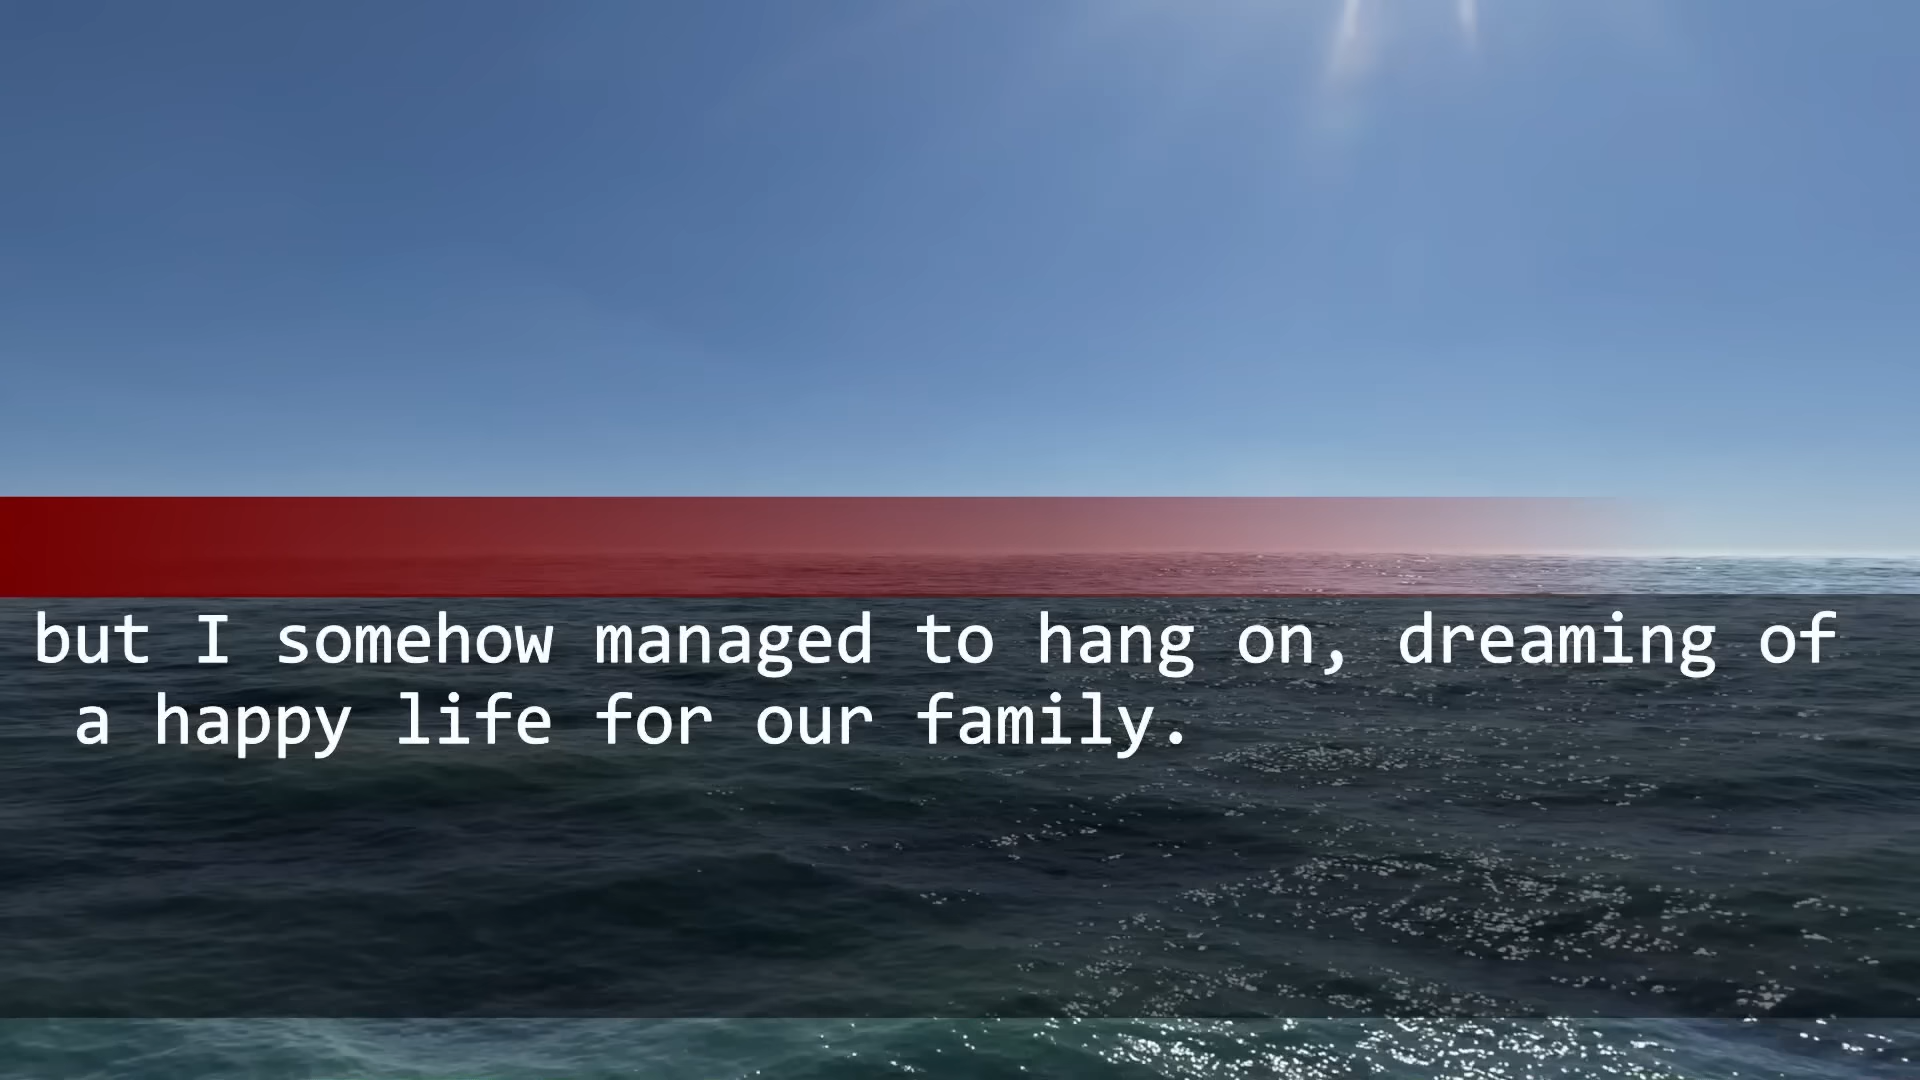 but I somehow managed to hang on, dreaming of
a happy life for our family.